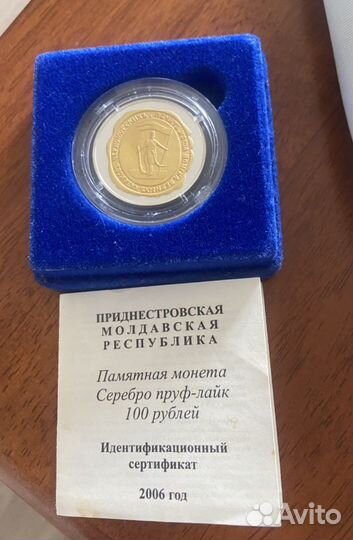 ПРИДНЕСТРОВСКАЯ
МОЛДАВСКАЯ
РЕСПУБЛИКА
Памятная монета
Серебро пруф-лайк
100 рублей
Идентификационный
сертификат
2006 год
Avito